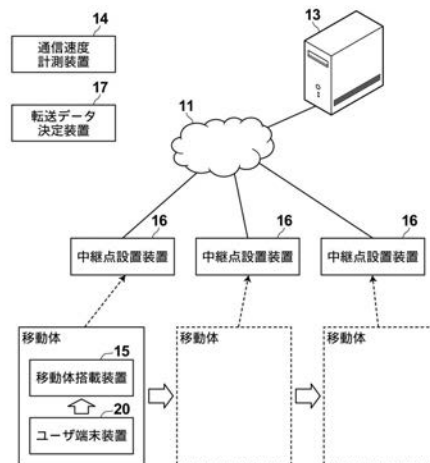 14
通信速度
計測装置
13
17
転送データ
決定装置
11
16
16
16
中継点設置装置
中継点設置装置
中継点設置装置
移動体
移動体
移動体
15
移動体搭載装置
20
ユーザ端末装置